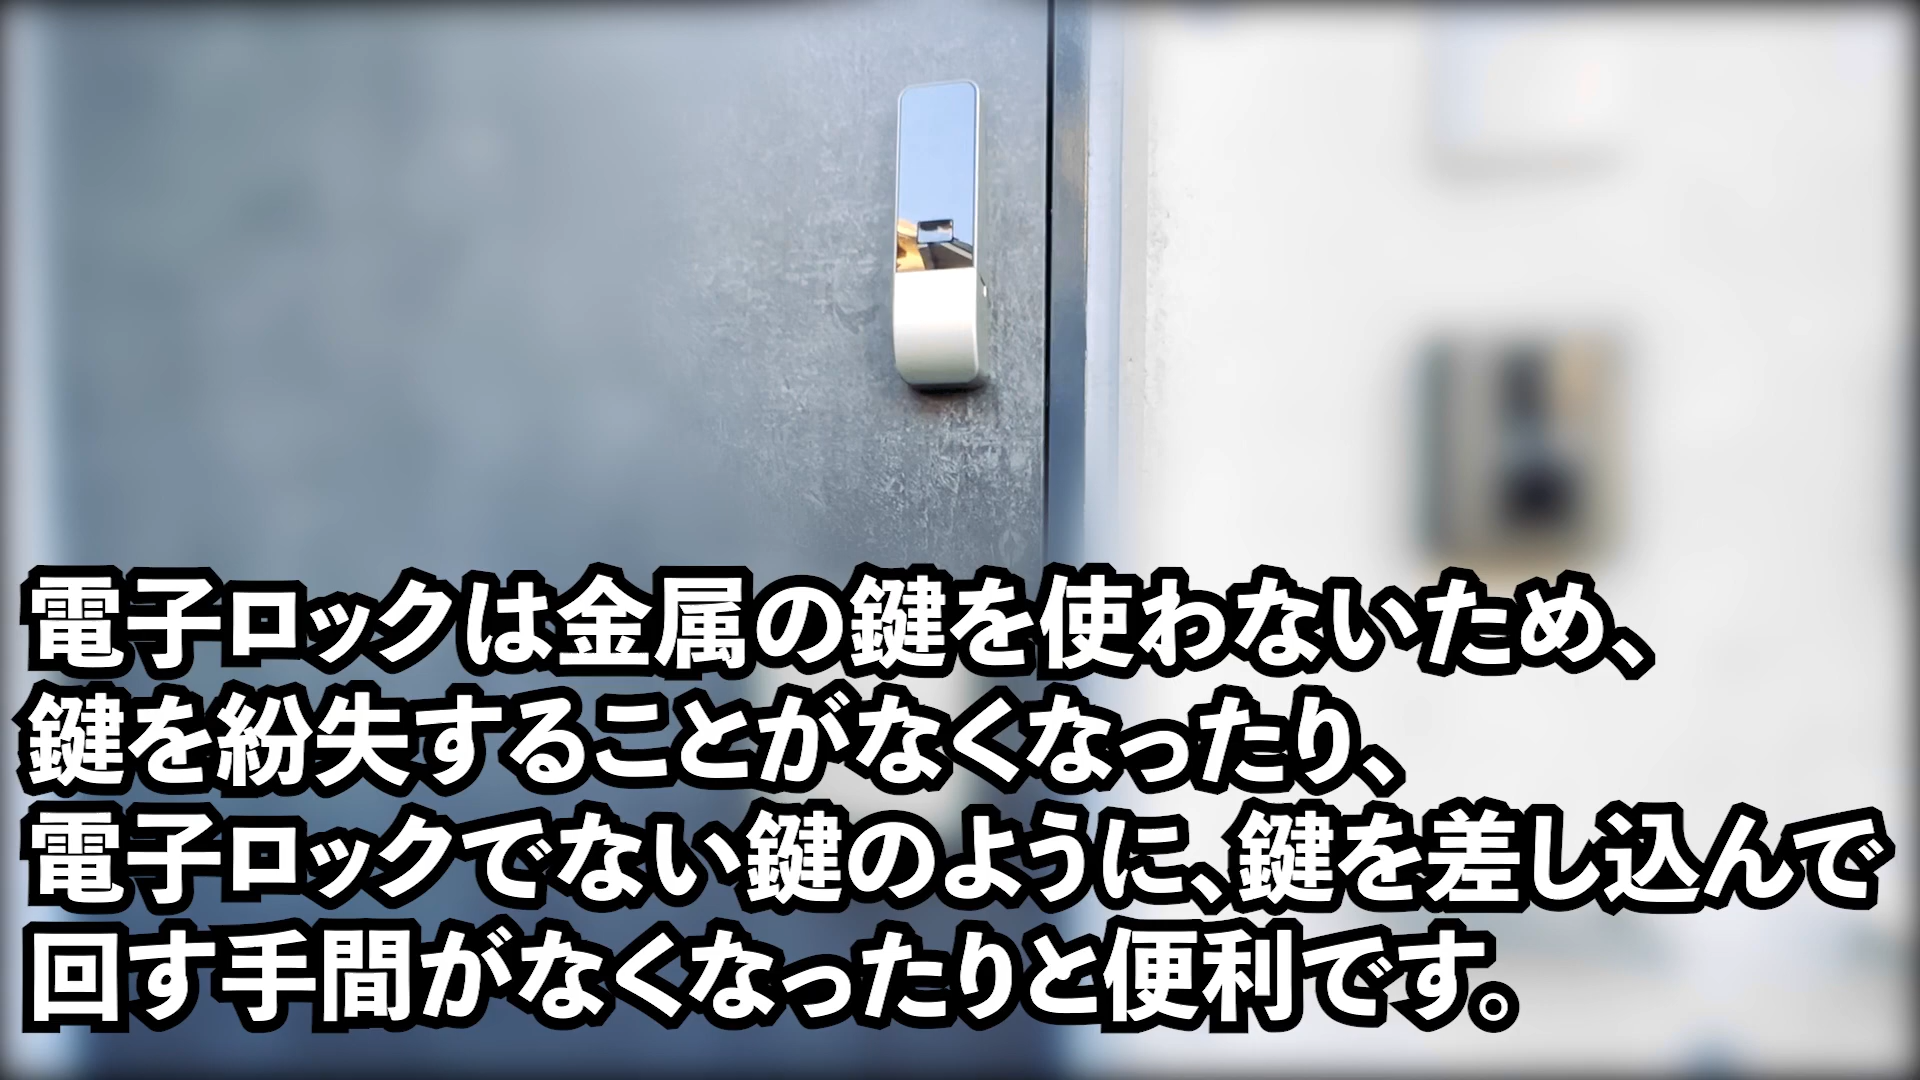 電子ロックは金属の鍵を使わないため、
鍵を紛失することがなくなったり、
電子ロックでない鍵のように、鍵を差し込んで
回す手間がなくなったりと便利です。